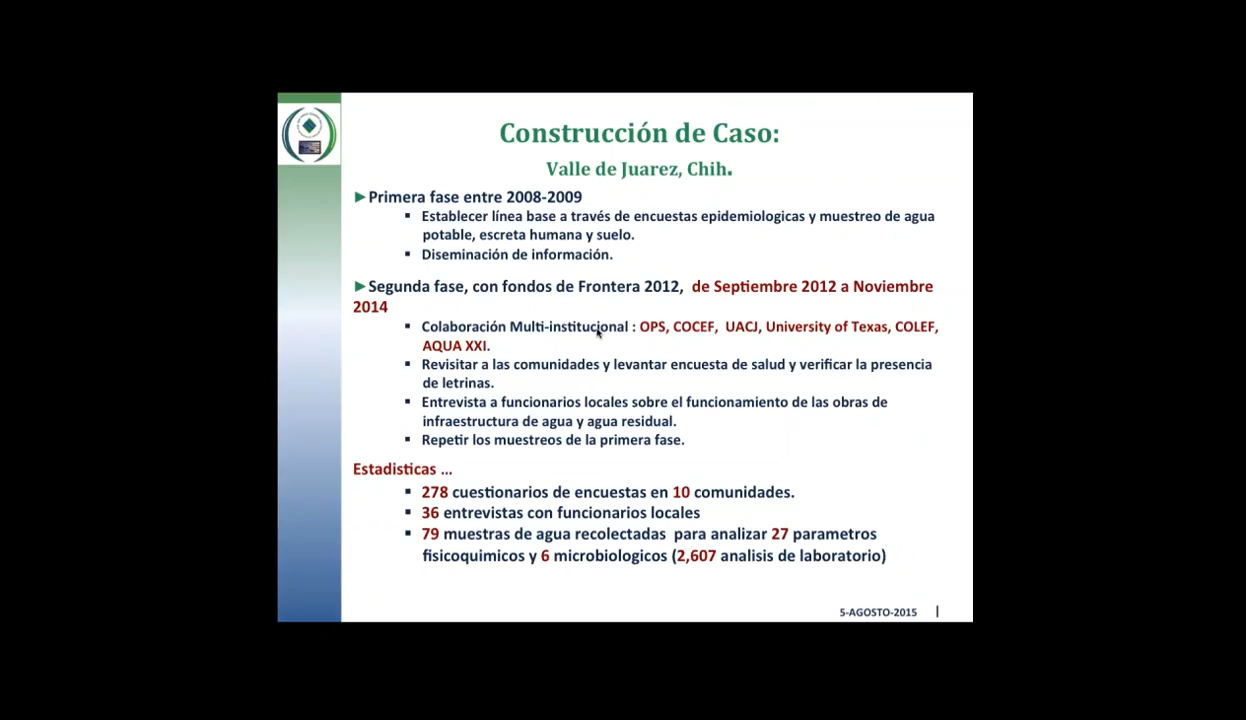 Construcción de Caso:
Valle de Juarez, Chih.
►Primera fase entre 2008-2009
▪ Establecer línea base a través de encuestas epidemiologicas y muestreo de agua
potable, escreta humana y suelo.
▪ Diseminación de información.
►Segunda fase, con fondos de Frontera 2012, de Septiembre 2012 a Noviembre
2014
▪ Colaboración Multi-institucional : OPS, COCEF, UACJ, University of Texas, COLEF,
AQUA XXI.
▪ Revisitar a las comunidades y levantar encuesta de salud y verificar la presencia
de letrinas.
▪ Entrevista a funcionarios locales sobre el funcionamiento de las obras de
infraestructura de agua y agua residual.
▪ Repetir los muestreos de la primera fase.
Estadisticas ...
▪ 278 cuestionarios de encuestas en 10 comunidades.
▪ 36 entrevistas con funcionarios locales
▪ 79 muestras de agua recolectadas para analizar 27 parametros
fisicoquimicos y 6 microbiologicos (2,607 analisis de laboratorio)
5-AGOSTO-2015 |